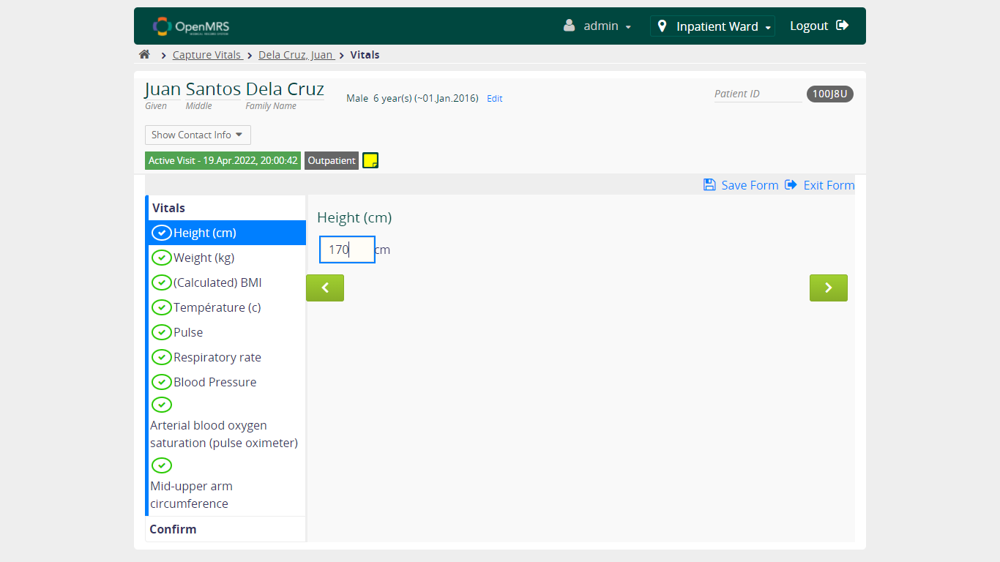 OpenMRS
admin
Inpatient Ward
Logout
Capture Vitals
Dela Cruz, Juan
Vitals
Juan Santos Dela Cruz
Given Middle Family Name
Male 6 year(s) (~01.Jan.2016) Edit
Patient ID
100J8U
Show Contact Info
Active Visit - 19.Apr.2022, 20:00:42
Outpatient
Save Form
Exit Form
Vitals
Height (cm)
Weight (kg)
(Calculated) BMI
Température (c)
Pulse
Respiratory rate
Blood Pressure
Arterial blood oxygen
saturation (pulse oximeter)
Mid-upper arm
circumference
Confirm
Height (cm)
170 cm